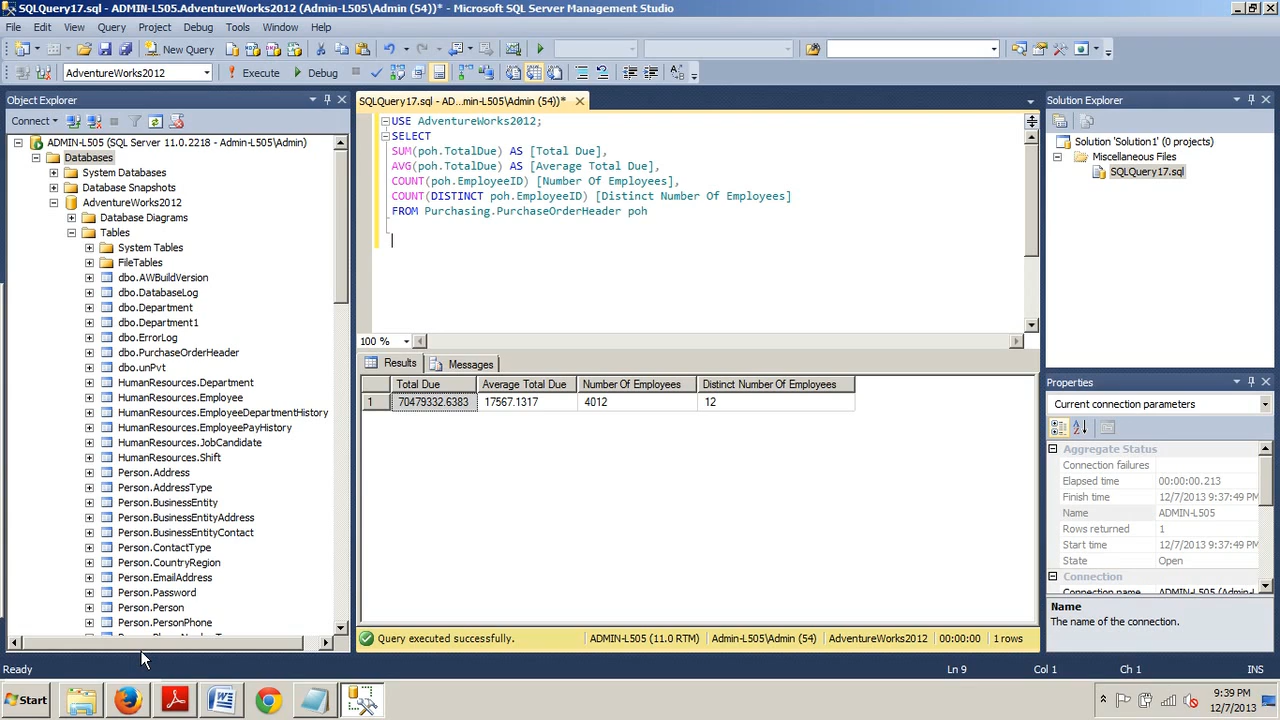 SQLQuery17.sql - ADMIN-L505.AdventureWorks2012 (Admin-L505\Admin (54))* - Microsoft SQL Server Management Studio
File Edit View Query Project Debug Tools Window Help
New Query
AdventureWorks2012 Execute Debug
Object Explorer
Connect
ADMIN-L505 (SQL Server 11.0.2218 - Admin-L505\Admin)
Databases
System Databases
Database Snapshots
AdventureWorks2012
Database Diagrams
Tables
System Tables
FileTables
dbo.AWBuildVersion
dbo.DatabaseLog
dbo.Department
dbo.Department1
dbo.ErrorLog
dbo.PurchaseOrderHeader
dbo.unPvt
HumanResources.Department
HumanResources.Employee
HumanResources.EmployeeDepartmentHistory
HumanResources.EmployeePayHistory
HumanResources.JobCandidate
HumanResources.Shift
Person.Address
Person.AddressType
Person.BusinessEntity
Person.BusinessEntityAddress
Person.BusinessEntityContact
Person.ContactType
Person.CountryRegion
Person.EmailAddress
Person.Password
Person.Person
Person.PersonPhone
SQLQuery17.sql - AD...min-L505\Admin (54))*
USE AdventureWorks2012;
SELECT
SUM(poh.TotalDue) AS [Total Due],
AVG(poh.TotalDue) AS [Average Total Due],
COUNT(poh.EmployeeID) [Number Of Employees],
COUNT(DISTINCT poh.EmployeeID) [Distinct Number Of Employees]
FROM Purchasing.PurchaseOrderHeader poh
100 %
Results Messages
Total Due Average Total Due Number Of Employees Distinct Number Of Employees
1 70479332.6383 17567.1317 4012 12
Query executed successfully. ADMIN-L505 (11.0 RTM) Admin-L505\Admin (54) AdventureWorks2012 00:00:00 1 rows
Solution Explorer
Solution 'Solution1' (0 projects)
Miscellaneous Files
SQLQuery17.sql
Properties
Current connection parameters
Aggregate Status
Connection failures
Elapsed time 00:00:00.213
Finish time 12/7/2013 9:37:49 PM
Name ADMIN-L505
Rows returned 1
Start time 12/7/2013 9:37:49 PM
State Open
Connection
Connection name ADMIN-L505 (Admin-
Name
The name of the connection.
Ready Ln 9 Col 1 Ch 1 INS
Start 9:39 PM
12/7/2013